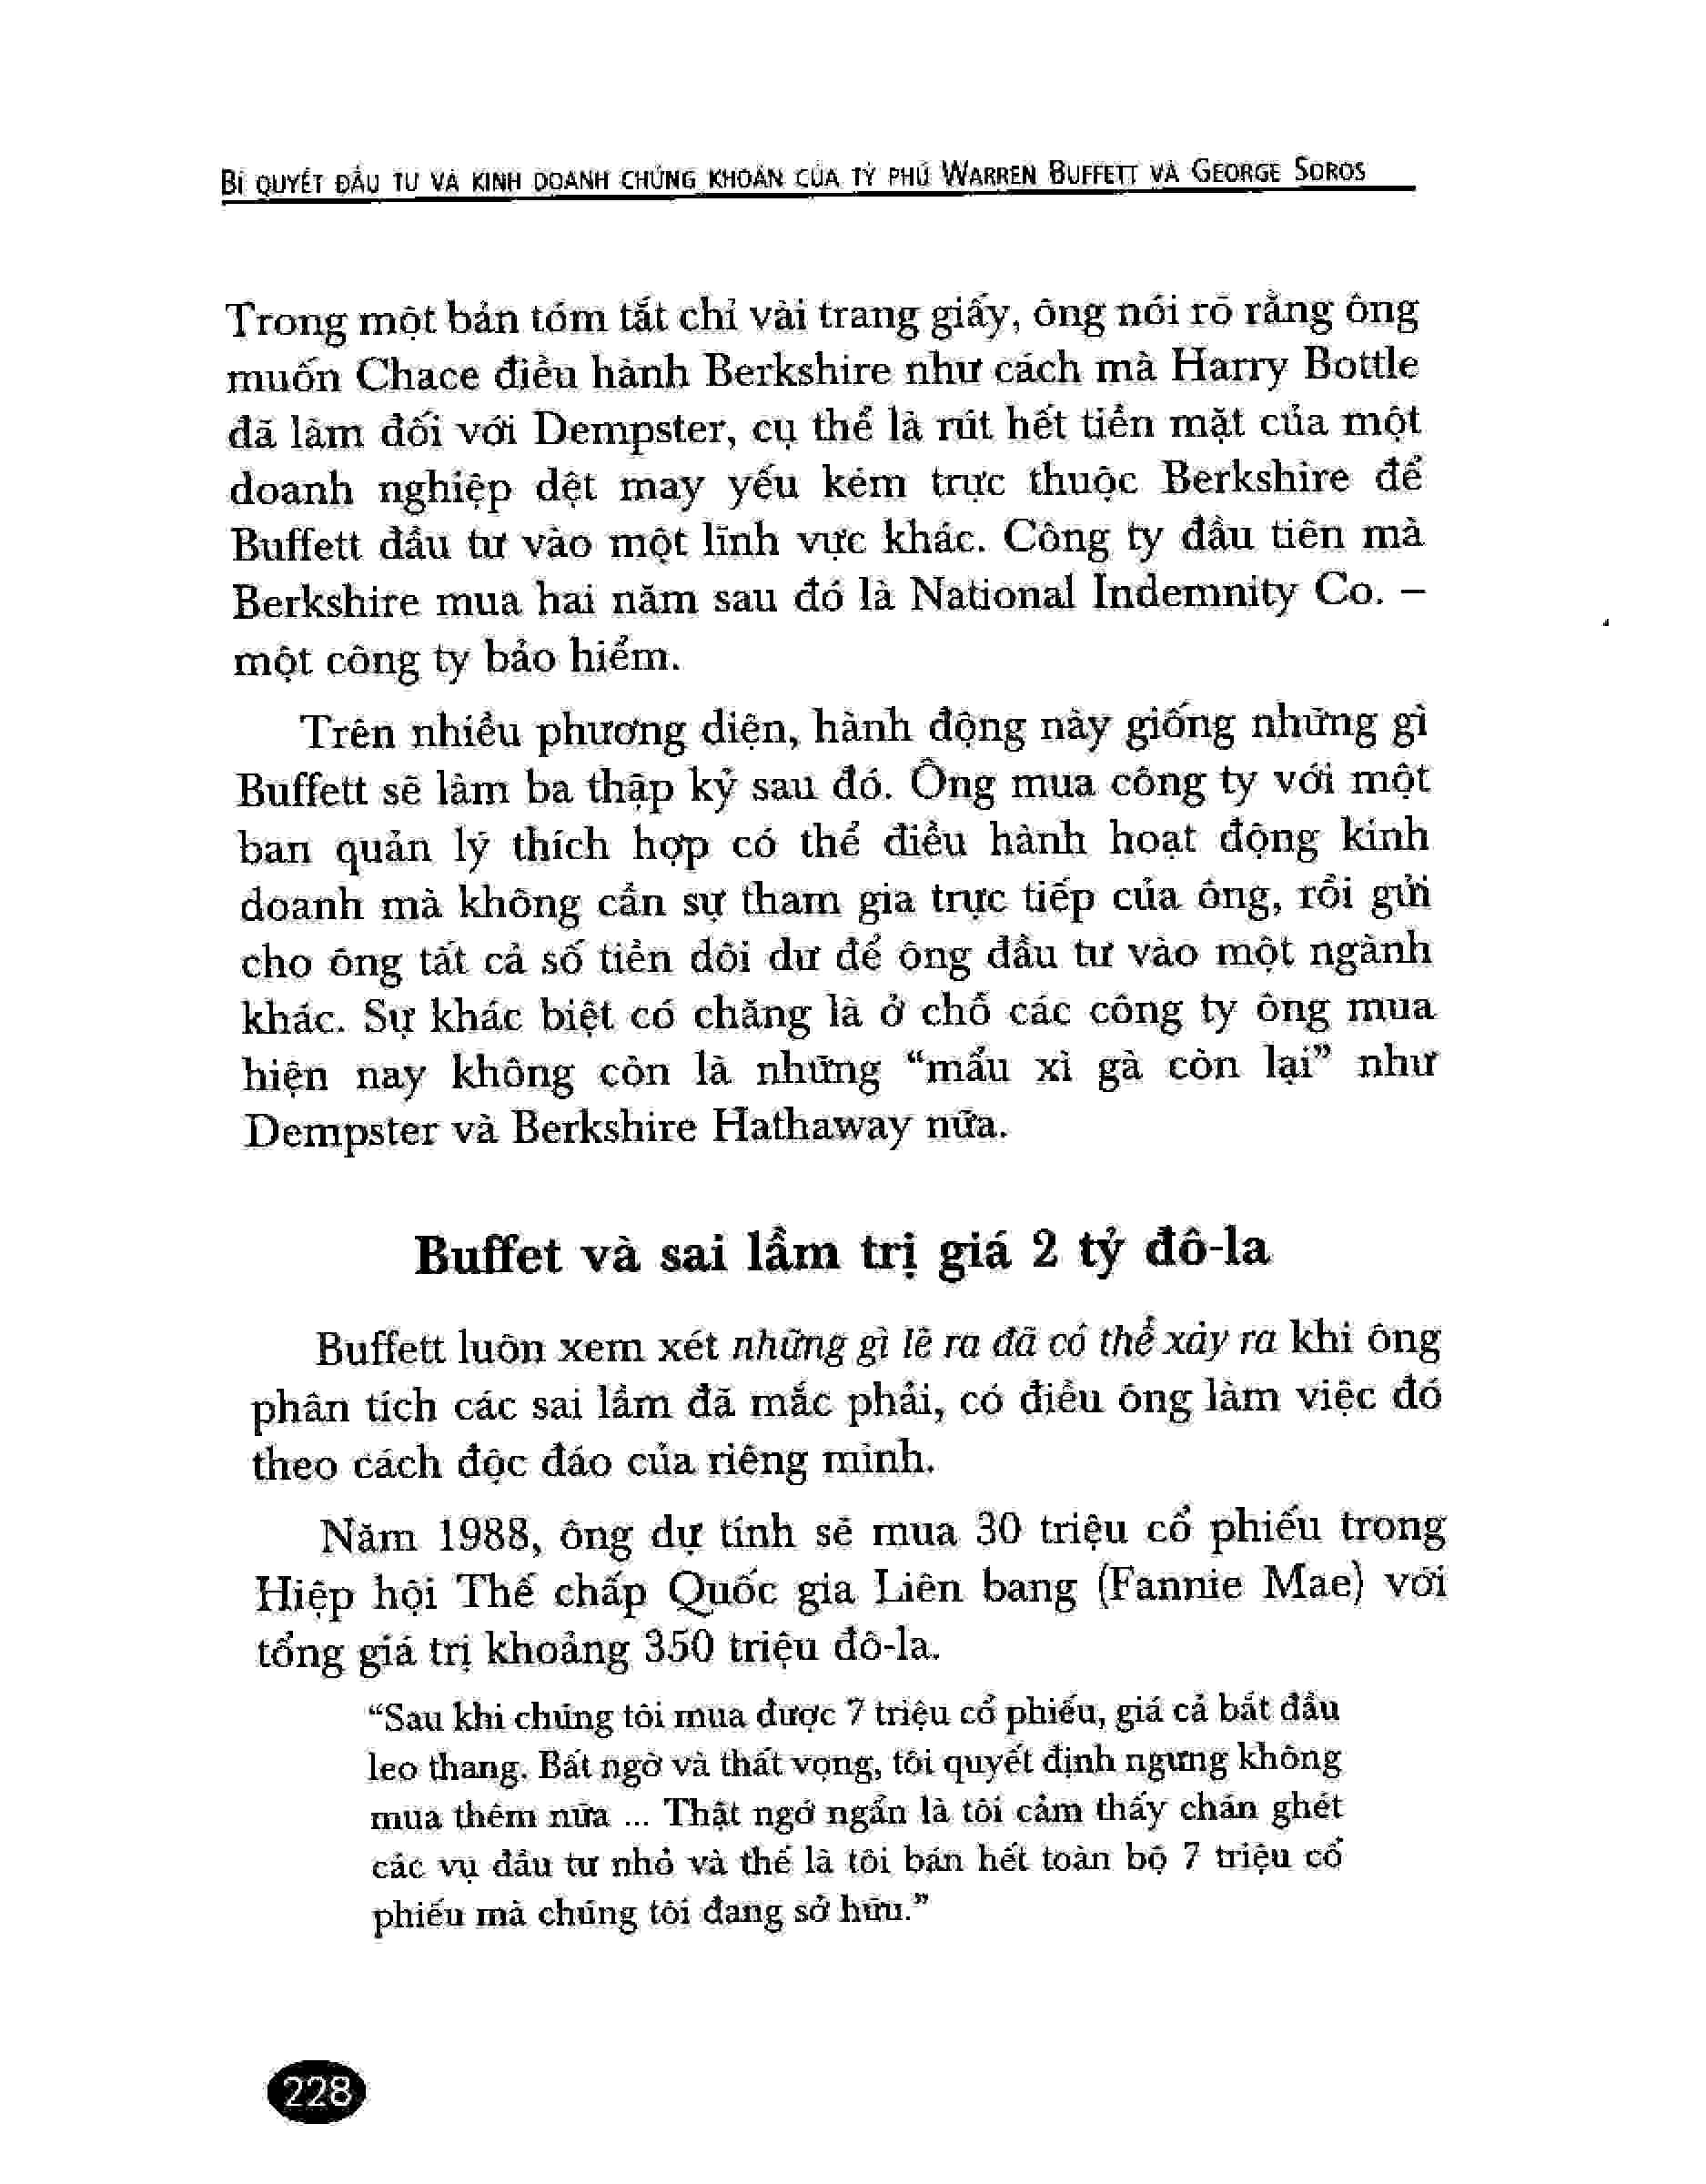 BÍ QUYẾT ĐẦU TƯ VÀ KINH DOANH CHỨNG KHOÁN CỦA TỶ PHÚ WARREN BUFFETT VÀ GEORGE SOROS
Trong một bản tóm tắt chỉ vài trang giấy, ông nói rõ rằng ông
muốn Chace điều hành Berkshire như cách mà Harry Bottle
đã làm đối với Dempster, cụ thể là rút hết tiền mặt của một
doanh nghiệp dệt may yếu kém trực thuộc Berkshire để
Buffett đầu tư vào một lĩnh vực khác. Công ty đầu tiên mà
Berkshire mua hai năm sau đó là National Indemnity Co. –
một công ty bảo hiểm.
Trên nhiều phương diện, hành động này giống những gì
Buffett sẽ làm ba thập kỷ sau đó. Ông mua công ty với một
ban quản lý thích hợp có thể điều hành hoạt động kinh
doanh mà không cần sự tham gia trực tiếp của ông, rồi gửi
cho ông tất cả số tiền dôi dư để ông đầu tư vào một ngành
khác. Sự khác biệt có chăng là ở chỗ các công ty ông mua
hiện nay không còn là những “mẩu xì gà còn lại” như
Dempster và Berkshire Hathaway nữa.
Buffet và sai lầm trị giá 2 tỷ đô-la
Buffett luôn xem xét những gì lẽ ra đã có thể xảy ra khi ông
phân tích các sai lầm đã mắc phải, có điều ông làm việc đó
theo cách độc đáo của riêng mình.
Năm 1988, ông dự tính sẽ mua 30 triệu cổ phiếu trong
Hiệp hội Thế chấp Quốc gia Liên bang (Fannie Mae) với
tổng giá trị khoảng 350 triệu đô-la.
“Sau khi chúng tôi mua được 7 triệu cổ phiếu, giá cả bắt đầu
leo thang. Bất ngờ và thất vọng, tôi quyết định ngưng không
mua thêm nữa ... Thật ngớ ngẩn là tôi cảm thấy chán ghét
các vụ đầu tư nhỏ và thế là tôi bán hết toàn bộ 7 triệu cổ
phiếu mà chúng tôi đang sở hữu.”
228